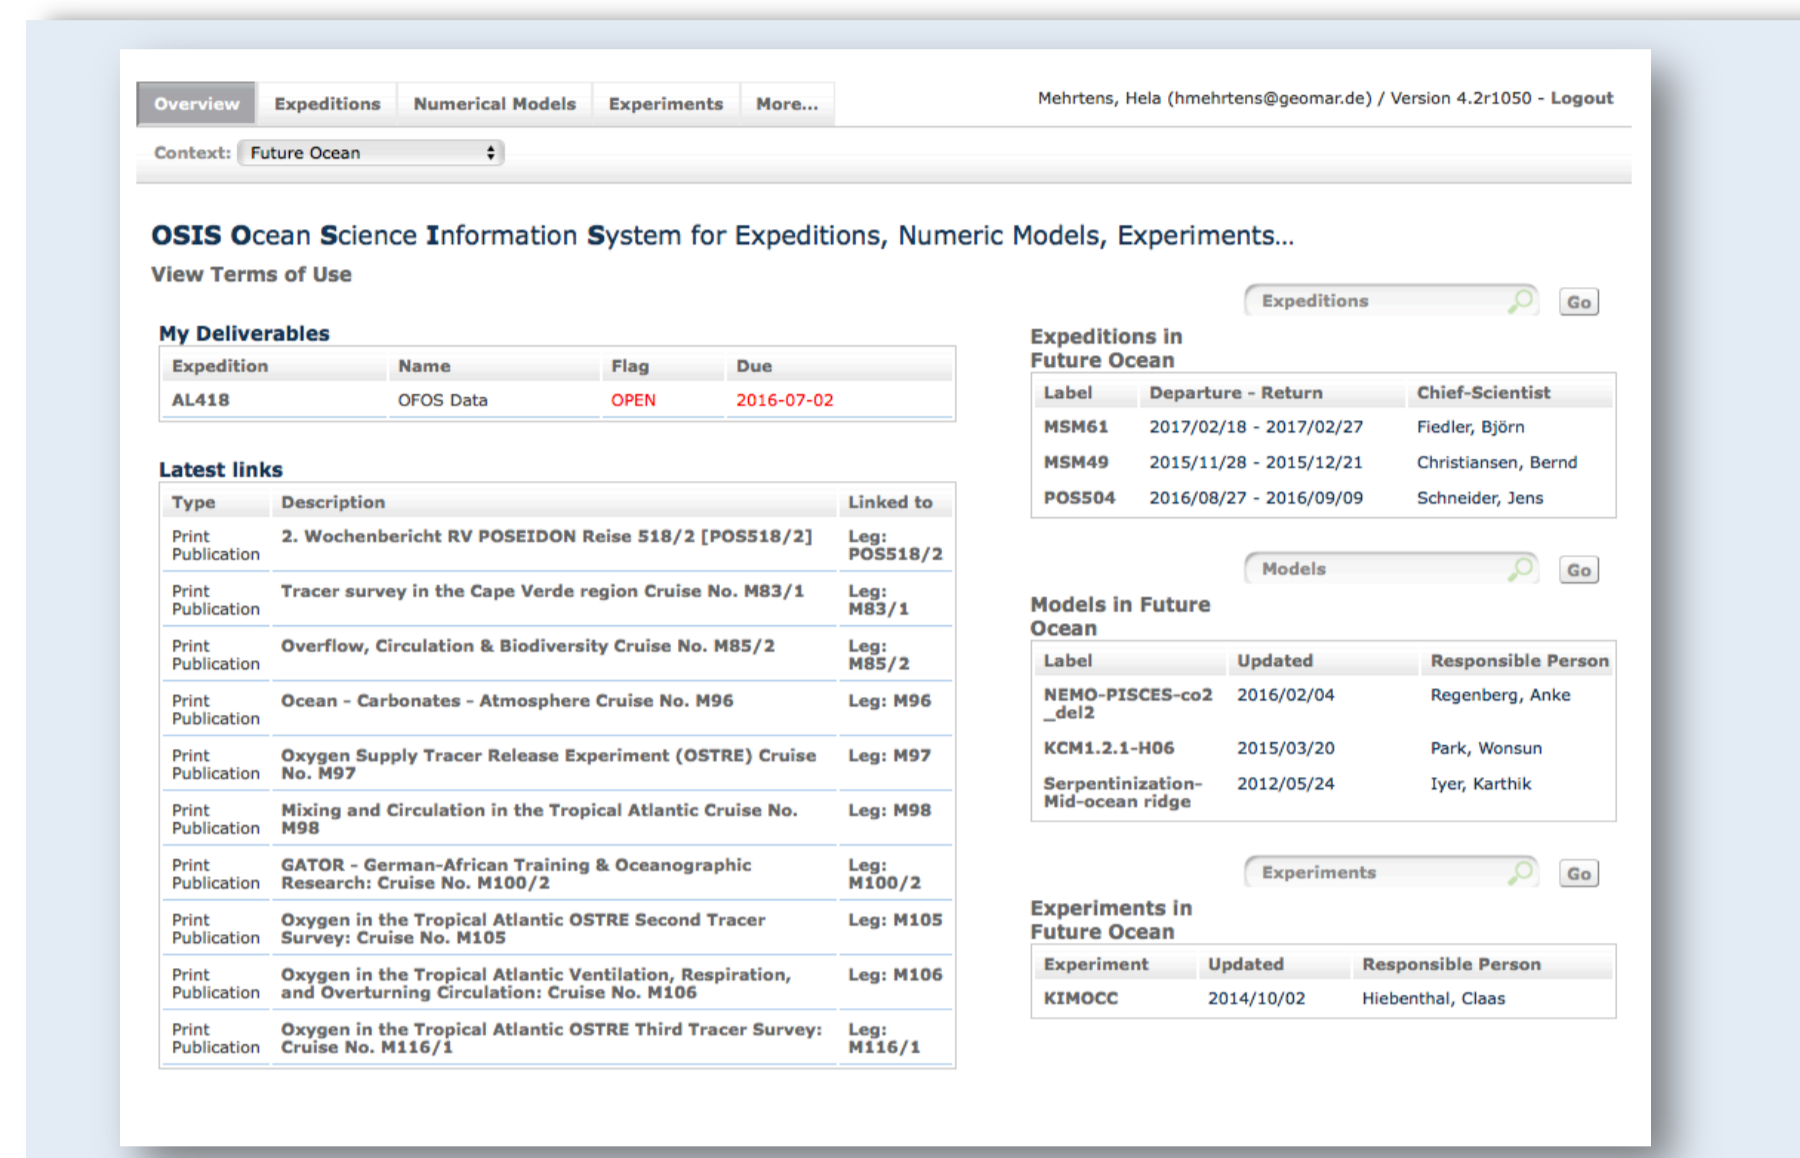 Overview Expeditions Numerical Models Experiments More... Mehrtens, Hela (hmehrtens@geomar.de) / Version 4.2r1050 - Logout
Context: Future Ocean
OSIS Ocean Science Information System for Expeditions, Numeric Models, Experiments...
View Terms of Use
My Deliverables
Expedition Name Flag Due
AL418 OFOS Data OPEN 2016-07-02
Latest links
Type Description Linked to
Print 2. Wochenbericht RV POSEIDON Reise 518/2 [POS518/2] Leg:
Publication POS518/2
Print Tracer survey in the Cape Verde region Cruise No. M83/1 Leg:
Publication M83/1
Print Overflow, Circulation & Biodiversity Cruise No. M85/2 Leg:
Publication M85/2
Print Ocean - Carbonates - Atmosphere Cruise No. M96 Leg: M96
Publication
Print Oxygen Supply Tracer Release Experiment (OSTRE) Cruise Leg: M97
Publication No. M97
Print Mixing and Circulation in the Tropical Atlantic Cruise No. Leg: M98
Publication M98
Print GATOR - German-African Training & Oceanographic Leg:
Publication Research: Cruise No. M100/2 M100/2
Print Oxygen in the Tropical Atlantic OSTRE Second Tracer Leg: M105
Publication Survey: Cruise No. M105
Print Oxygen in the Tropical Atlantic Ventilation, Respiration, Leg: M106
Publication and Overturning Circulation: Cruise No. M106
Print Oxygen in the Tropical Atlantic OSTRE Third Tracer Survey: Leg:
Publication Cruise No. M116/1 M116/1
Expeditions Go
Expeditions in
Future Ocean
Label Departure - Return Chief-Scientist
MSM61 2017/02/18 - 2017/02/27 Fiedler, Björn
MSM49 2015/11/28 - 2015/12/21 Christiansen, Bernd
POS504 2016/08/27 - 2016/09/09 Schneider, Jens
Models Go
Models in Future
Ocean
Label Updated Responsible Person
NEMO-PISCES-co2 2016/02/04 Regenberg, Anke
_del2
KCM1.2.1-H06 2015/03/20 Park, Wonsun
Serpentinization- 2012/05/24 Iyer, Karthik
Mid-ocean ridge
Experiments Go
Experiments in
Future Ocean
Experiment Updated Responsible Person
KIMOCC 2014/10/02 Hiebenthal, Claas